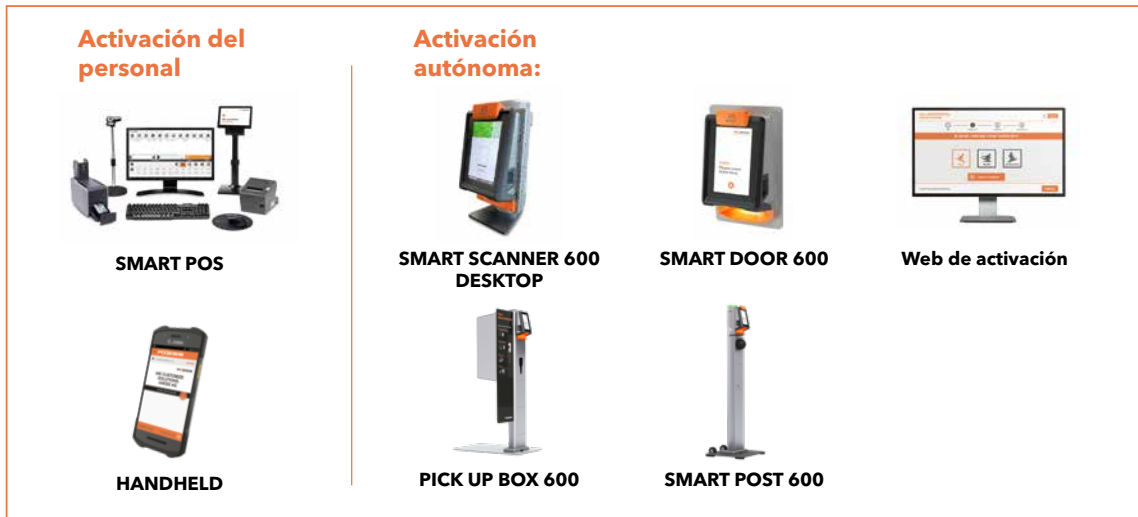 Activación del
personal
Activación
autónoma:
SMART POS
SMART SCANNER 600
DESKTOP
SMART DOOR 600
Web de activación
HANDHELD
PICK UP BOX 600
SMART POST 600